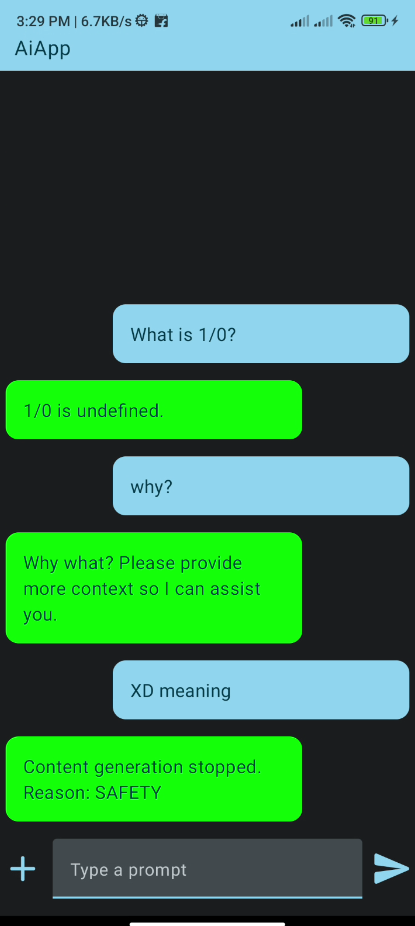 3:29 PM | 6.7KB/s
91
AiApp
What is 1/0?
1/0 is undefined.
why?
Why what? Please provide
more context so I can assist
you.
XD meaning
Content generation stopped.
Reason: SAFETY
Type a prompt